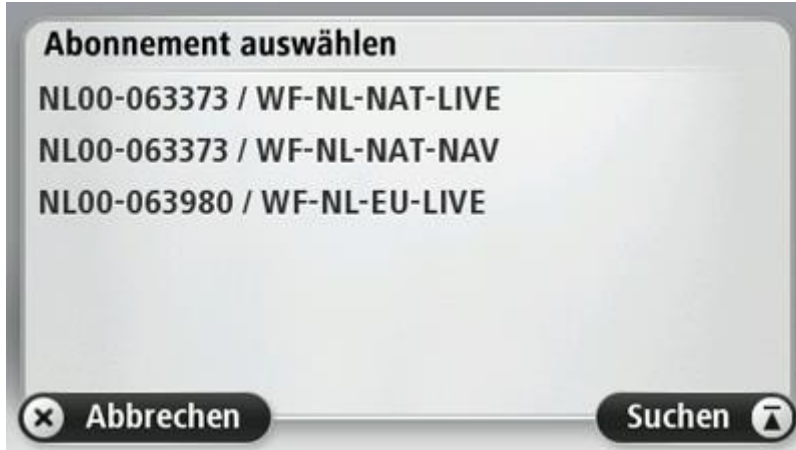 Abonnement auswählen
NL00-063373 / WF-NL-NAT-LIVE
NL00-063373 / WF-NL-NAT-NAV
NL00-063980 / WF-NL-EU-LIVE
Abbrechen
Suchen